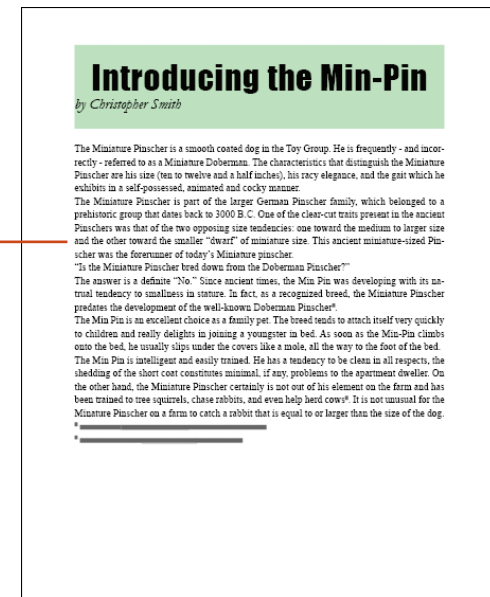 Introducing the Min-Pin
by Christopher Smith
The Miniature Pinscher is a smooth coated dog in the Toy Group. He is frequently - and incor-
rectly - referred to as a Miniature Doberman. The characteristics that distinguish the Miniature
Pinscher are his size (ten to twelve and a half inches), his racy elegance, and the gait which he
exhibits in a self-possessed, animated and cocky manner.
The Miniature Pinscher is part of the larger German Pinscher family, which belonged to a
prehistoric group that dates back to 3000 B.C. One of the clear-cut traits present in the ancient
Pinschers was that of the two opposing size tendencies: one toward the medium to larger size
and the other toward the smaller “dwarf” of miniature size. This ancient miniature-sized Pin-
scher was the forerunner of today’s Miniature pinscher.
“Is the Miniature Pinscher bred down from the Doberman Pinscher?”
The answer is a definite “No.” Since ancient times, the Min Pin was developing with its na-
trual tendency to smallness in stature. In fact, as a recognized breed, the Miniature Pinscher
predates the development of the well-known Doberman Pinscher.
The Min Pin is an excellent choice as a family pet. The breed tends to attach itself very quickly
to children and really delights in joining a youngster in bed. As soon as the Min-Pin climbs
onto the bed, he usually slips under the covers like a mole, all the way to the foot of the bed.
The Min Pin is intelligent and easily trained. He has a tendency to be clean in all respects, the
shedding of the short coat constitutes minimal, if any, problems to the apartment dweller. On
the other hand, the Miniature Pinscher certainly is not out of his element on the farm and has
been trained to tree squirrels, chase rabbits, and even help herd cows. It is not unusual for the
Minature Pinscher on a farm to catch a rabbit that is equal to or larger than the size of the dog.